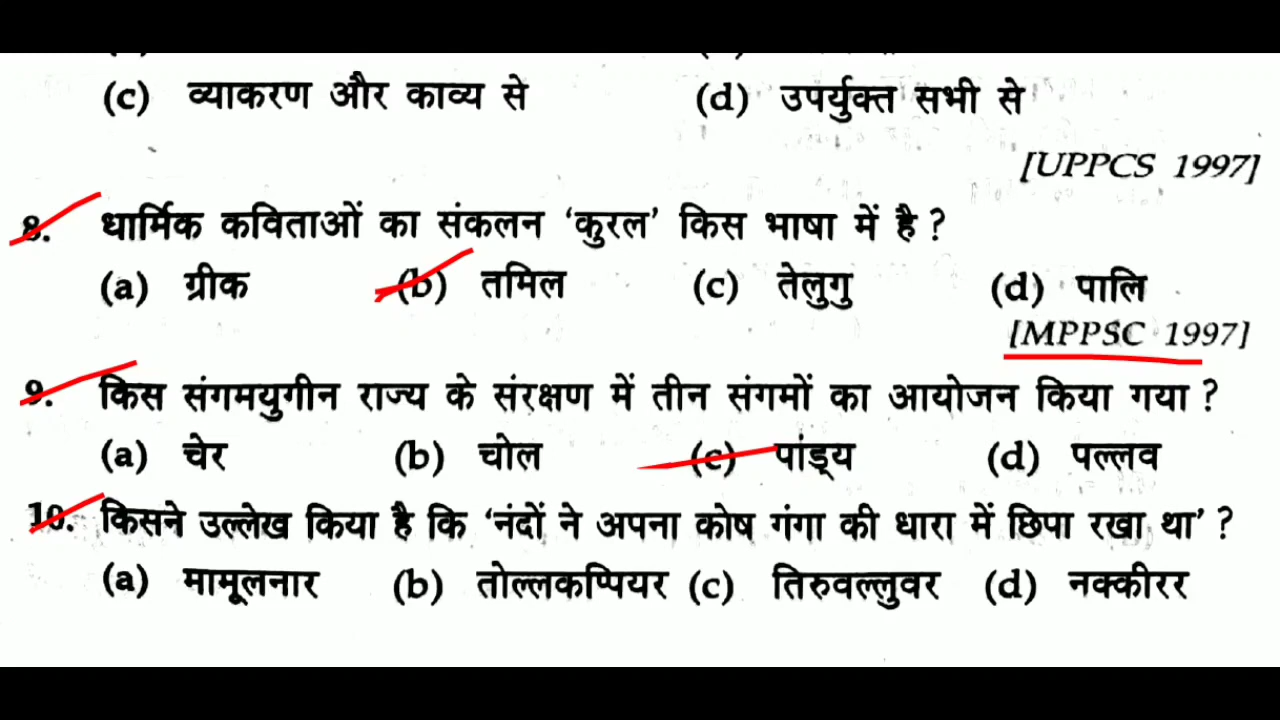 (c) व्याकरण और काव्य से (d) उपर्युक्त सभी से
[UPPCS 1997]
8. धार्मिक कविताओं का संकलन ‘कुरल’ किस भाषा में है ?
(a) ग्रीक (b) तमिल (c) तेलुगु (d) पालि
[MPPSC 1997]
9. किस संगमयुगीन राज्य के संरक्षण में तीन संगमों का आयोजन किया गया ?
(a) चेर (b) चोल (c) पांड्य (d) पल्लव
10. किसने उल्लेख किया है कि ‘नंदों ने अपना कोष गंगा की धारा में छिपा रखा था’ ?
(a) मामूलनार (b) तोल्लकप्पियर (c) तिरुवल्लुवर (d) नक्कीरर